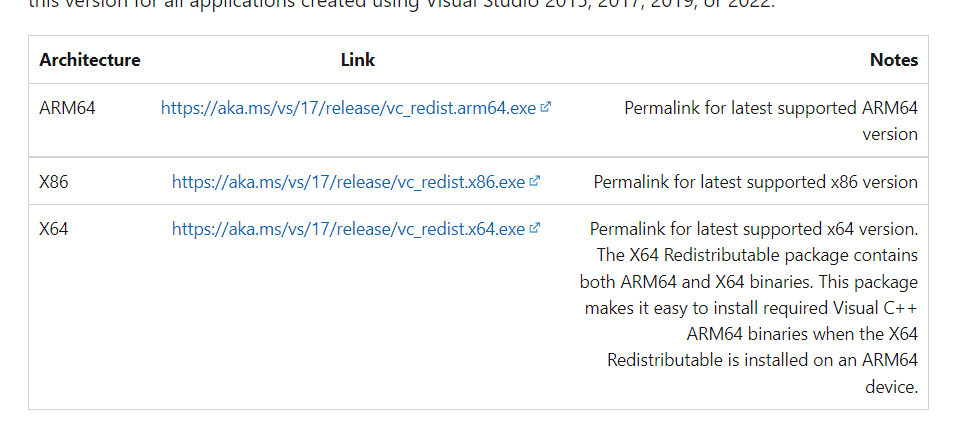 this version for all applications created using Visual Studio 2015, 2017, 2019, or 2022.
Architecture Link Notes
ARM64 https://aka.ms/vs/17/release/vc_redist.arm64.exe Permalink for latest supported ARM64
version
X86 https://aka.ms/vs/17/release/vc_redist.x86.exe Permalink for latest supported x86 version
X64 https://aka.ms/vs/17/release/vc_redist.x64.exe Permalink for latest supported x64 version.
The X64 Redistributable package contains
both ARM64 and X64 binaries. This package
makes it easy to install required Visual C++
ARM64 binaries when the X64
Redistributable is installed on an ARM64
device.